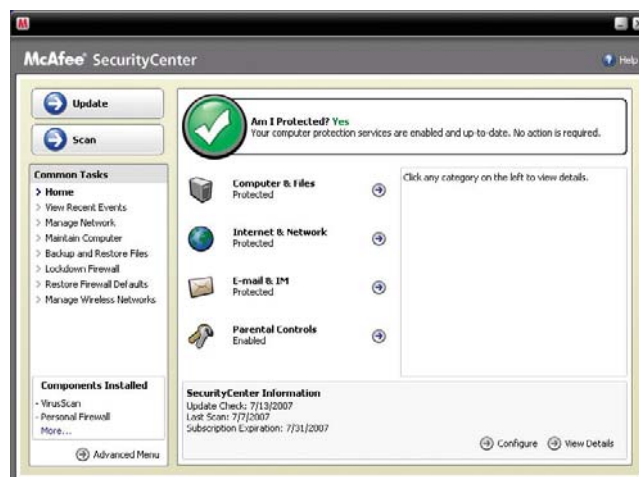 McAfee® SecurityCenter
Help
Update
Scan
Common Tasks
> Home
> View Recent Events
> Manage Network
> Maintain Computer
> Backup and Restore Files
> Lockdown Firewall
> Restore Firewall Defaults
> Manage Wireless Networks
Components Installed
- VirusScan
- Personal Firewall
More...
Advanced Menu
Am I Protected? Yes
Your computer protection services are enabled and up-to-date. No action is required.
Computer & Files
Protected
Internet & Network
Protected
E-mail & IM
Protected
Parental Controls
Enabled
Click any category on the left to view details.
SecurityCenter Information
Update Check: 7/13/2007
Last Scan: 7/7/2007
Subscription Expiration: 7/31/2007
Configure
View Details